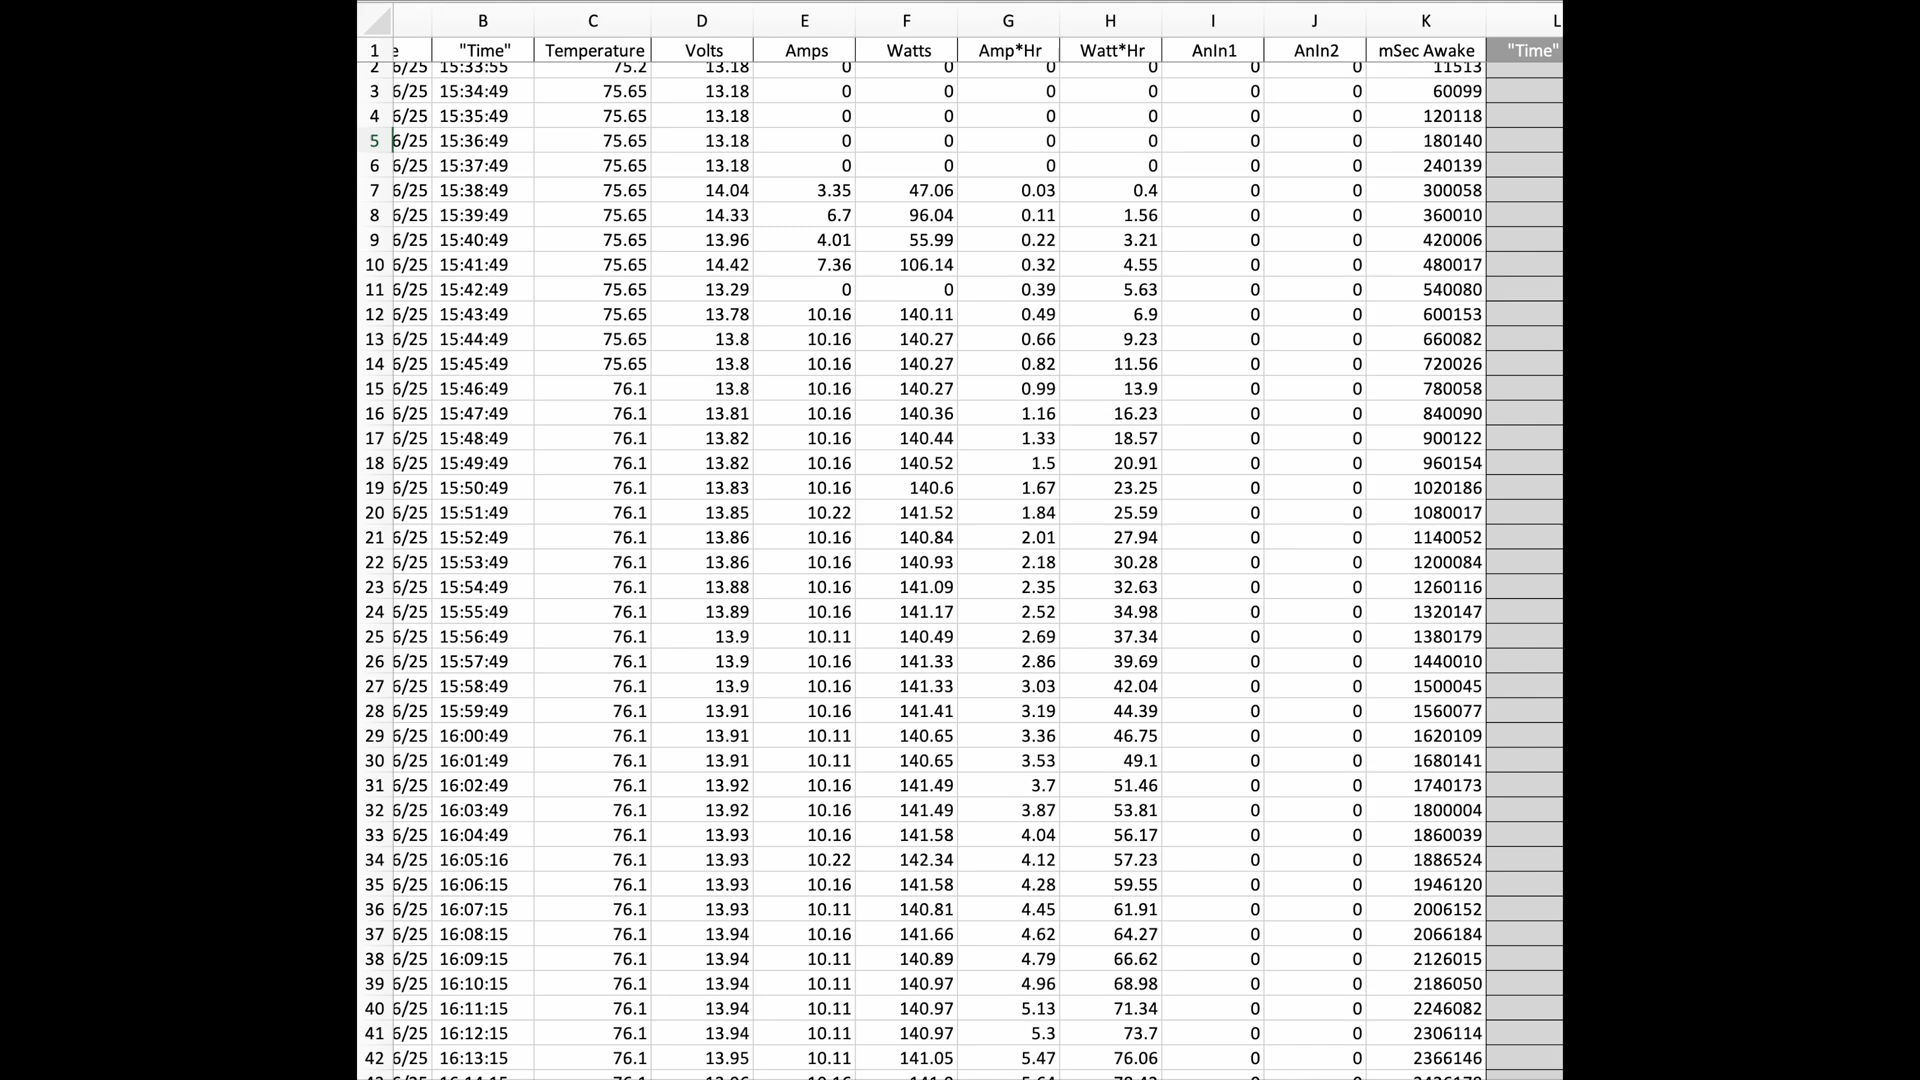 B C D E F G H I J K L
1 e "Time" Temperature Volts Amps Watts Amp*Hr Watt*Hr AnIn1 AnIn2 mSec Awake "Time"
2 6/25 15:33:55 75.2 13.18 0 0 0 0 0 0 11513
3 6/25 15:34:49 75.65 13.18 0 0 0 0 0 0 60099
4 6/25 15:35:49 75.65 13.18 0 0 0 0 0 0 120118
5 6/25 15:36:49 75.65 13.18 0 0 0 0 0 0 180140
6 6/25 15:37:49 75.65 13.18 0 0 0 0 0 0 240139
7 6/25 15:38:49 75.65 14.04 3.35 47.06 0.03 0.4 0 0 300058
8 6/25 15:39:49 75.65 14.33 6.7 96.04 0.11 1.56 0 0 360010
9 6/25 15:40:49 75.65 13.96 4.01 55.99 0.22 3.21 0 0 420006
10 6/25 15:41:49 75.65 14.42 7.36 106.14 0.32 4.55 0 0 480017
11 6/25 15:42:49 75.65 13.29 0 0 0.39 5.63 0 0 540080
12 6/25 15:43:49 75.65 13.78 10.16 140.11 0.49 6.9 0 0 600153
13 6/25 15:44:49 75.65 13.8 10.16 140.27 0.66 9.23 0 0 660082
14 6/25 15:45:49 75.65 13.8 10.16 140.27 0.82 11.56 0 0 720026
15 6/25 15:46:49 76.1 13.8 10.16 140.27 0.99 13.9 0 0 780058
16 6/25 15:47:49 76.1 13.81 10.16 140.36 1.16 16.23 0 0 840090
17 6/25 15:48:49 76.1 13.82 10.16 140.44 1.33 18.57 0 0 900122
18 6/25 15:49:49 76.1 13.82 10.16 140.52 1.5 20.91 0 0 960154
19 6/25 15:50:49 76.1 13.83 10.16 140.6 1.67 23.25 0 0 1020186
20 6/25 15:51:49 76.1 13.85 10.22 141.52 1.84 25.59 0 0 1080017
21 6/25 15:52:49 76.1 13.86 10.16 140.84 2.01 27.94 0 0 1140052
22 6/25 15:53:49 76.1 13.86 10.16 140.93 2.18 30.28 0 0 1200084
23 6/25 15:54:49 76.1 13.88 10.16 141.09 2.35 32.63 0 0 1260116
24 6/25 15:55:49 76.1 13.89 10.16 141.17 2.52 34.98 0 0 1320147
25 6/25 15:56:49 76.1 13.9 10.11 140.49 2.69 37.34 0 0 1380179
26 6/25 15:57:49 76.1 13.9 10.16 141.33 2.86 39.69 0 0 1440010
27 6/25 15:58:49 76.1 13.9 10.16 141.33 3.03 42.04 0 0 1500045
28 6/25 15:59:49 76.1 13.91 10.16 141.41 3.19 44.39 0 0 1560077
29 6/25 16:00:49 76.1 13.91 10.11 140.65 3.36 46.75 0 0 1620109
30 6/25 16:01:49 76.1 13.91 10.11 140.65 3.53 49.1 0 0 1680141
31 6/25 16:02:49 76.1 13.92 10.16 141.49 3.7 51.46 0 0 1740173
32 6/25 16:03:49 76.1 13.92 10.16 141.49 3.87 53.81 0 0 1800004
33 6/25 16:04:49 76.1 13.93 10.16 141.58 4.04 56.17 0 0 1860039
34 6/25 16:05:16 76.1 13.93 10.22 142.34 4.12 57.23 0 0 1886524
35 6/25 16:06:15 76.1 13.93 10.16 141.58 4.28 59.55 0 0 1946120
36 6/25 16:07:15 76.1 13.93 10.11 140.81 4.45 61.91 0 0 2006152
37 6/25 16:08:15 76.1 13.94 10.16 141.66 4.62 64.27 0 0 2066184
38 6/25 16:09:15 76.1 13.94 10.11 140.89 4.79 66.62 0 0 2126015
39 6/25 16:10:15 76.1 13.94 10.11 140.97 4.96 68.98 0 0 2186050
40 6/25 16:11:15 76.1 13.94 10.11 140.97 5.13 71.34 0 0 2246082
41 6/25 16:12:15 76.1 13.94 10.11 140.97 5.3 73.7 0 0 2306114
42 6/25 16:13:15 76.1 13.95 10.11 141.05 5.47 76.06 0 0 2366146